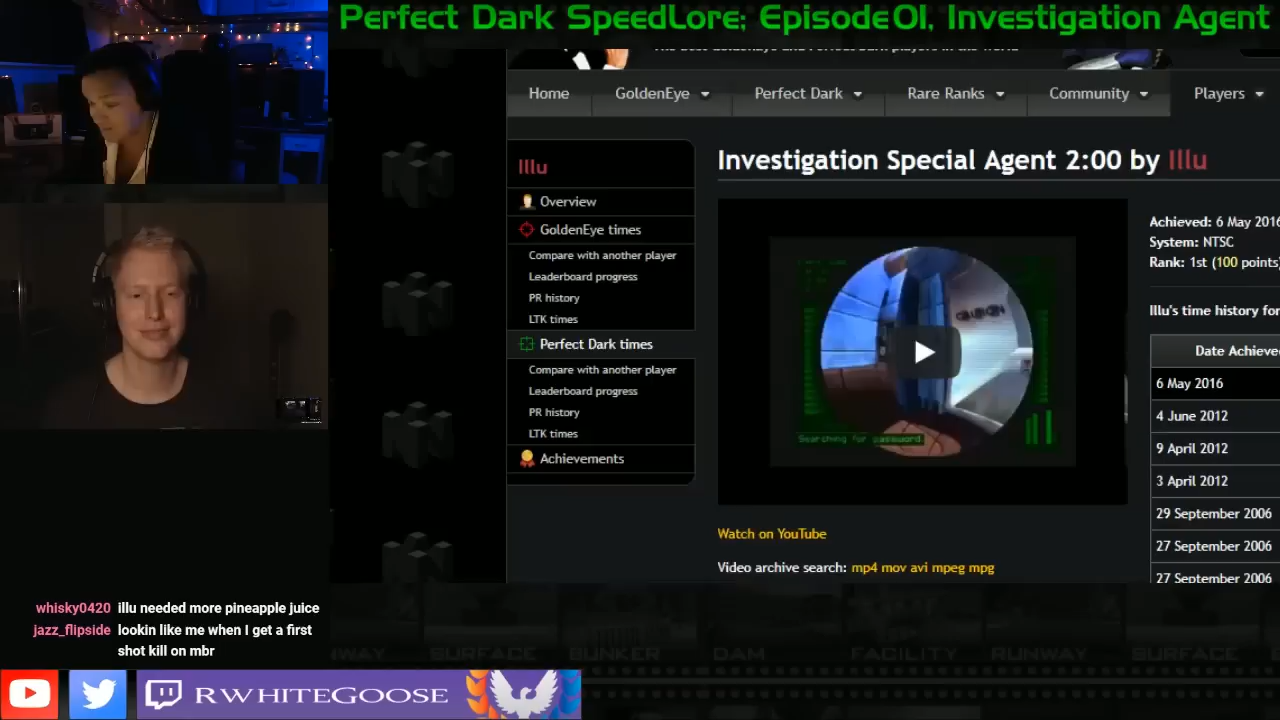 Perfect Dark SpeedLore; Episode01, Investigation Agent
Home
GoldenEye
Perfect Dark
Rare Ranks
Community
Players
Illu
Overview
GoldenEye times
Compare with another player
Leaderboard progress
PR history
LTK times
Perfect Dark times
Compare with another player
Leaderboard progress
PR history
LTK times
Achievements
Investigation Special Agent 2:00 by Illu
Searching for password
Watch on YouTube
Video archive search: mp4 mov avi mpeg mpg
Achieved: 6 May 2016
System: NTSC
Rank: 1st (100 points)
Illu's time history for
Date Achieve
6 May 2016
4 June 2012
9 April 2012
3 April 2012
29 September 2006
27 September 2006
27 September 2006
whisky0420 illu needed more pineapple juice
jazz_flipside lookin like me when I get a first
shot kill on mbr
NWAY SURFACE BUNKER DAM FACILITY RUNWAY SURFACE
RWHITEGOOSE